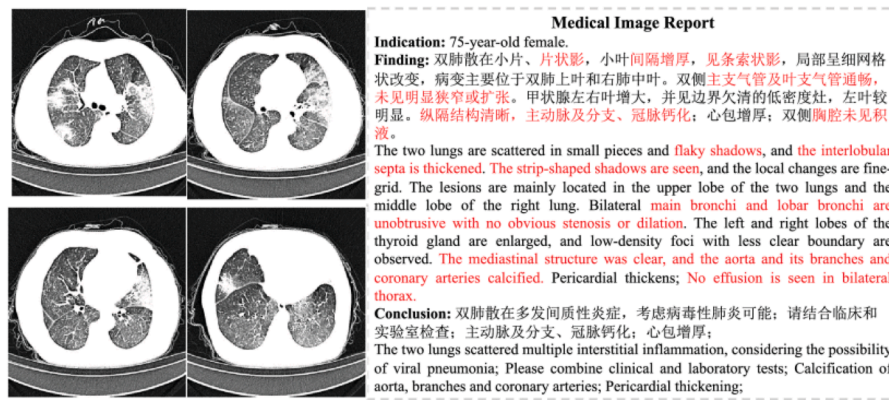 Medical Image Report
Indication: 75-year-old female.
Finding: 双肺散在小片、片状影，小叶间隔增厚，见条索状影，局部呈细网格
状改变，病变主要位于双肺上叶和右肺中叶。双侧主支气管及叶支气管通畅，
未见明显狭窄或扩张。甲状腺左右叶增大，并见边界欠清的低密度灶，左叶较
明显。纵隔结构清晰，主动脉及分支、冠脉钙化；心包增厚；双侧胸腔未见积
液。
The two lungs are scattered in small pieces and flaky shadows, and the interlobular
septa is thickened. The strip-shaped shadows are seen, and the local changes are fine-
grid. The lesions are mainly located in the upper lobe of the two lungs and the
middle lobe of the right lung. Bilateral main bronchi and lobar bronchi are
unobtrusive with no obvious stenosis or dilation. The left and right lobes of the
thyroid gland are enlarged, and low-density foci with less clear boundary are
observed. The mediastinal structure was clear, and the aorta and its branches and
coronary arteries calcified. Pericardial thickens; No effusion is seen in bilateral
thorax.
Conclusion: 双肺散在多发间质性炎症，考虑病毒性肺炎可能；请结合临床和
实验室检查；主动脉及分支、冠脉钙化；心包增厚；
The two lungs scattered multiple interstitial inflammation, considering the possibility
of viral pneumonia; Please combine clinical and laboratory tests; Calcification of
aorta, branches and coronary arteries; Pericardial thickening;